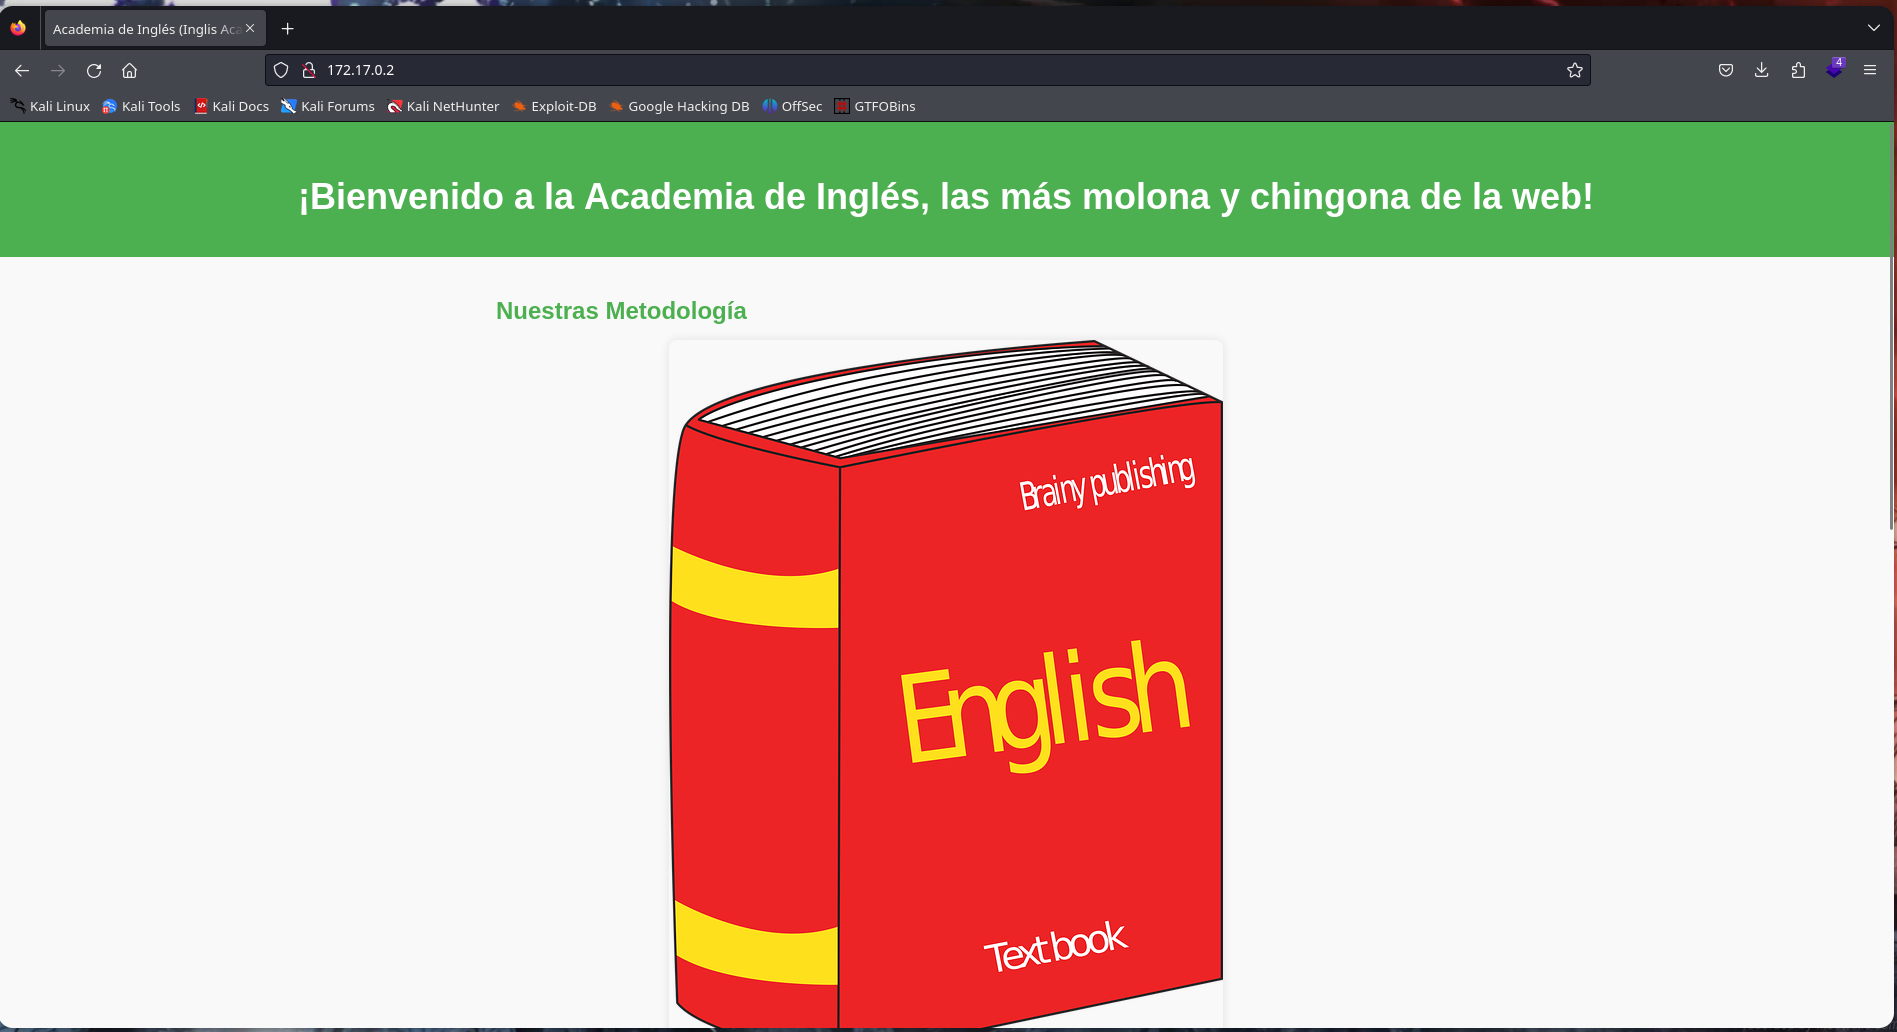 Academia de Inglés (Inglis Aca
172.17.0.2
4
Kali Linux Kali Tools Kali Docs Kali Forums Kali NetHunter Exploit-DB Google Hacking DB OffSec GTFOBins
¡Bienvenido a la Academia de Inglés, las más molona y chingona de la web!
Nuestras Metodología
Brainy publishing
English
Text book